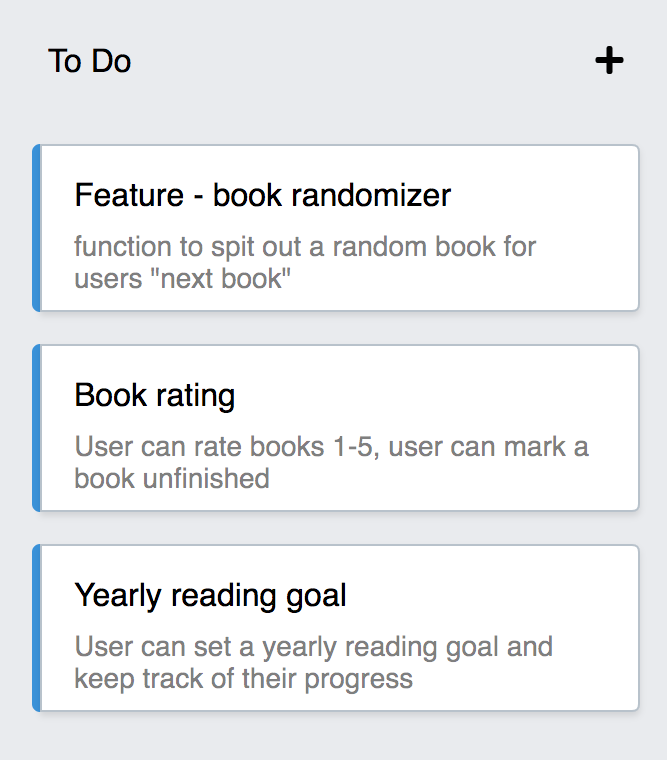 To Do
Feature - book randomizer
function to spit out a random book for
users "next book"
Book rating
User can rate books 1-5, user can mark a
book unfinished
Yearly reading goal
User can set a yearly reading goal and
keep track of their progress